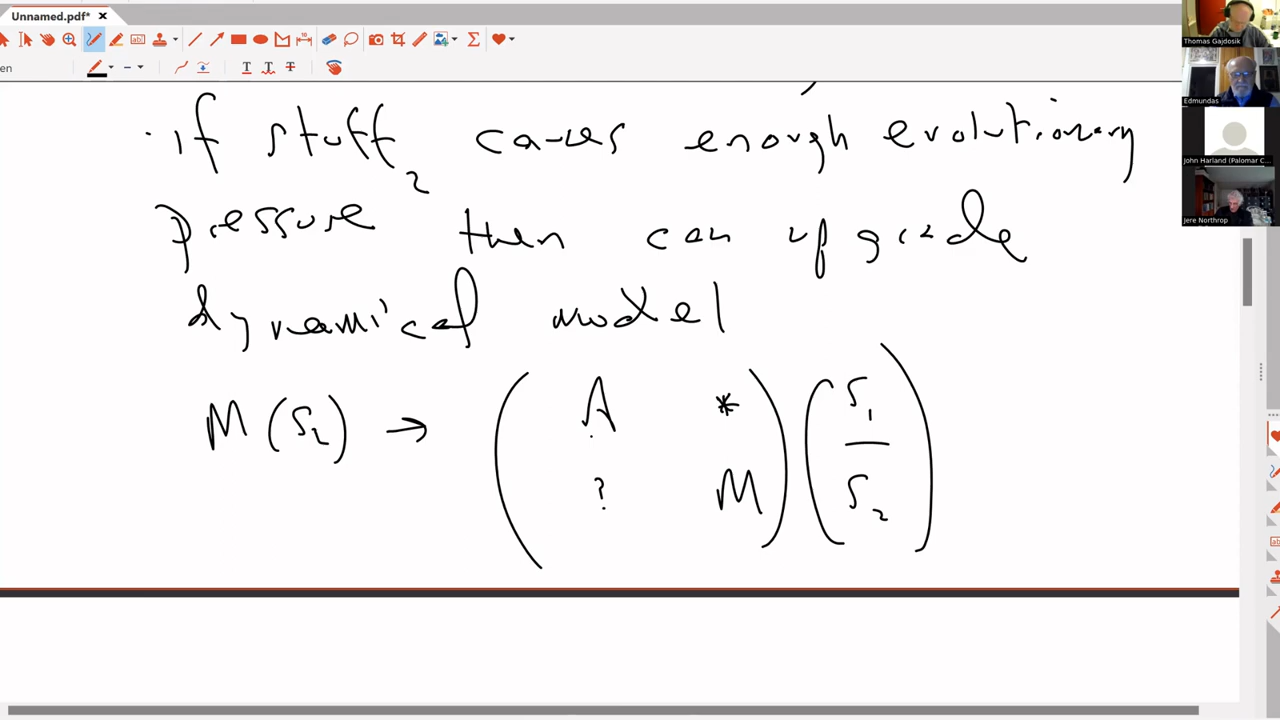 Unnamed.pdf*
en
Thomas Gajdosik
Edmundas
John Harland (Palomar C...
Jere Northrop
· if stuff₂ causes enough evolutionary
pressure then can upgrade
dynamical model
M (S₂) → ( A * ) ( S₁ )
( ? M ) ( S₂ )